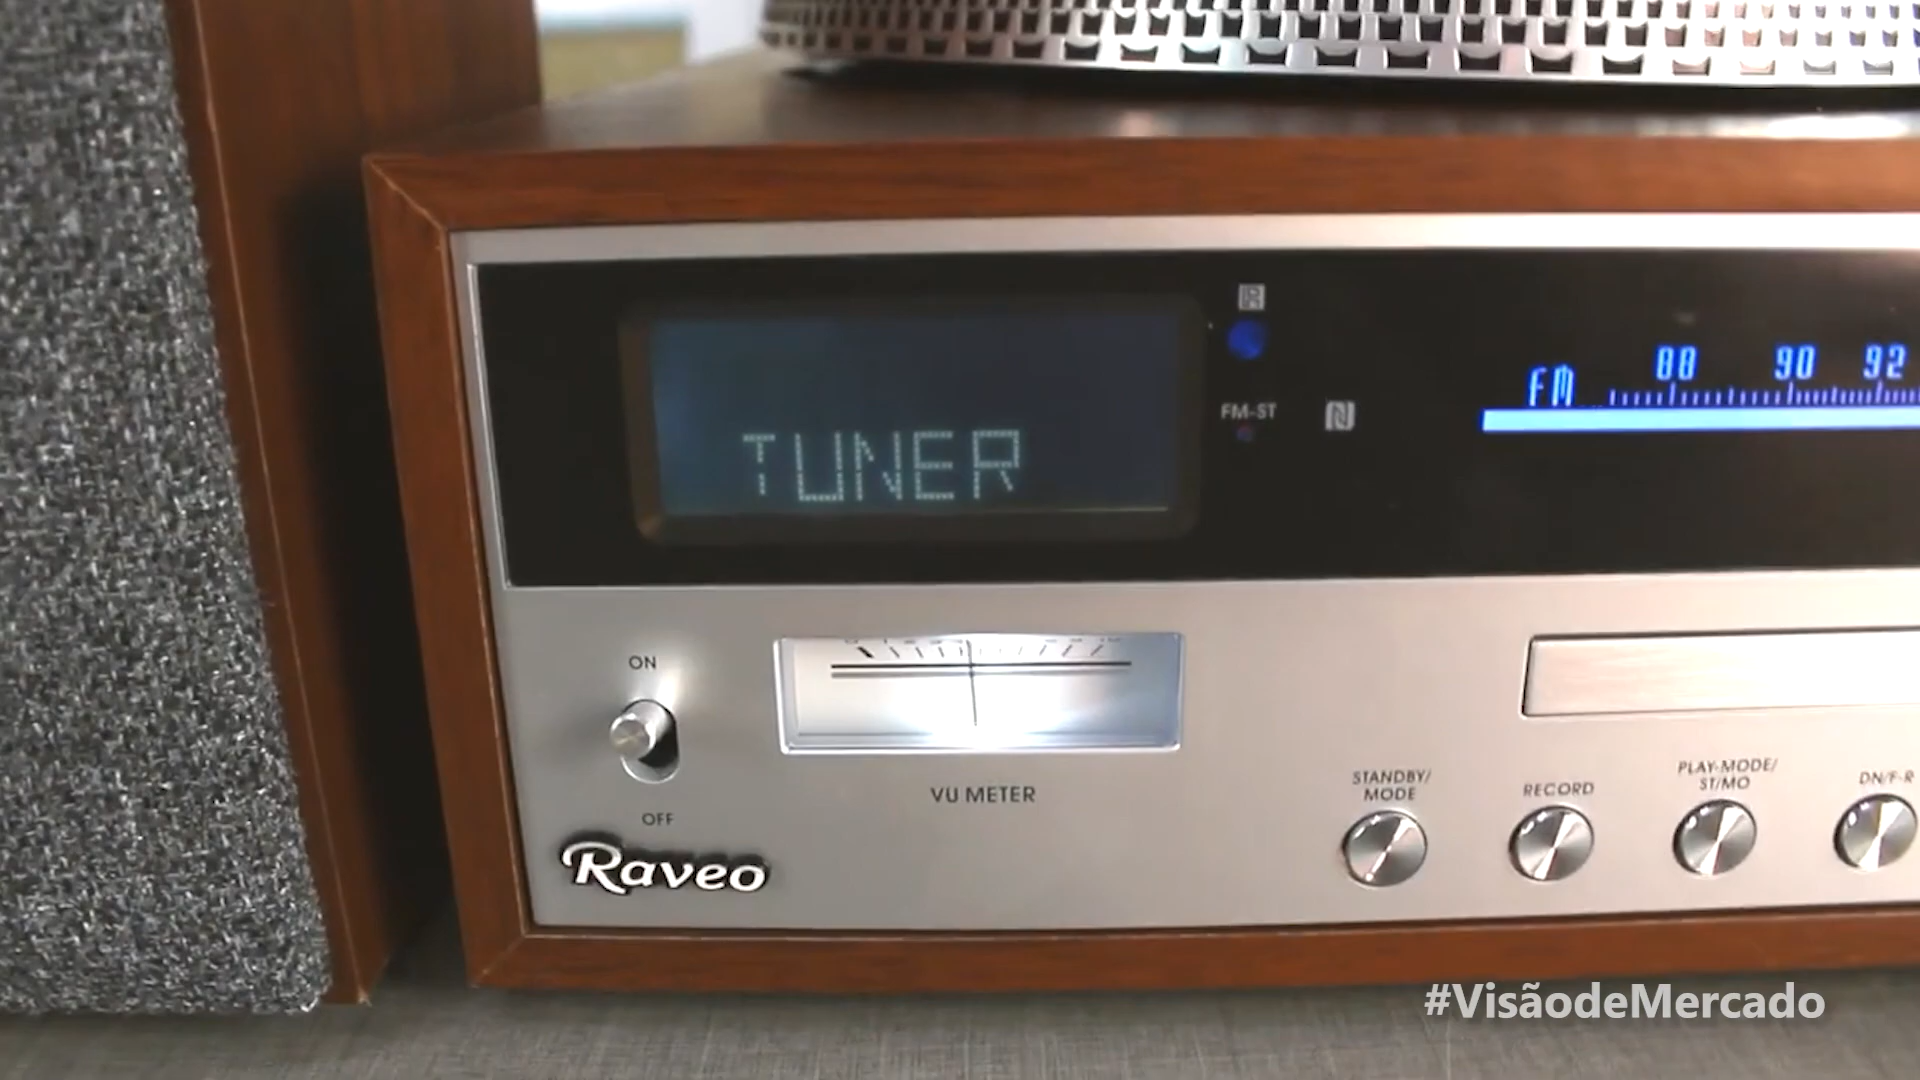 IR
FM-ST
FM 88 90 92
TUNER
ON
OFF
VU METER
STANDBY/
MODE
RECORD
PLAY-MODE/
ST/MO
DN/F-R
Raveo
#VisãodeMercado